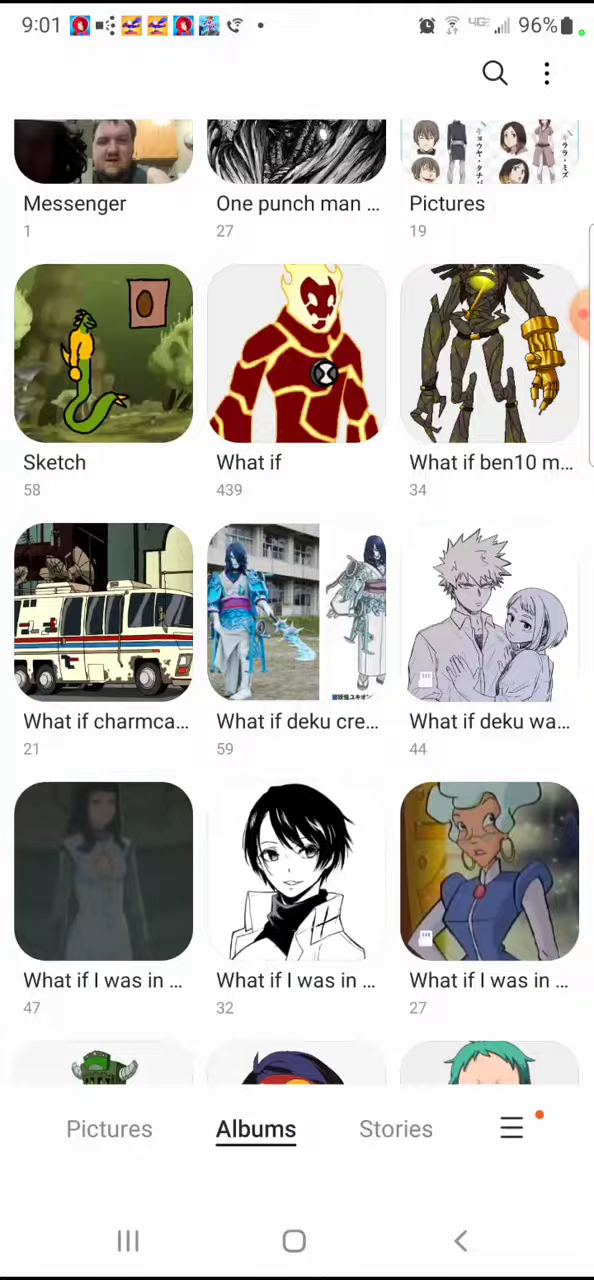 9:01 4G 96%
Messenger One punch man ... Pictures
1 27 19
Sketch What if What if ben10 m...
58 439 34
What if charmca... What if deku cre... What if deku wa...
21 59 44
What if I was in ... What if I was in ... What if I was in ...
47 32 27
Pictures Albums Stories